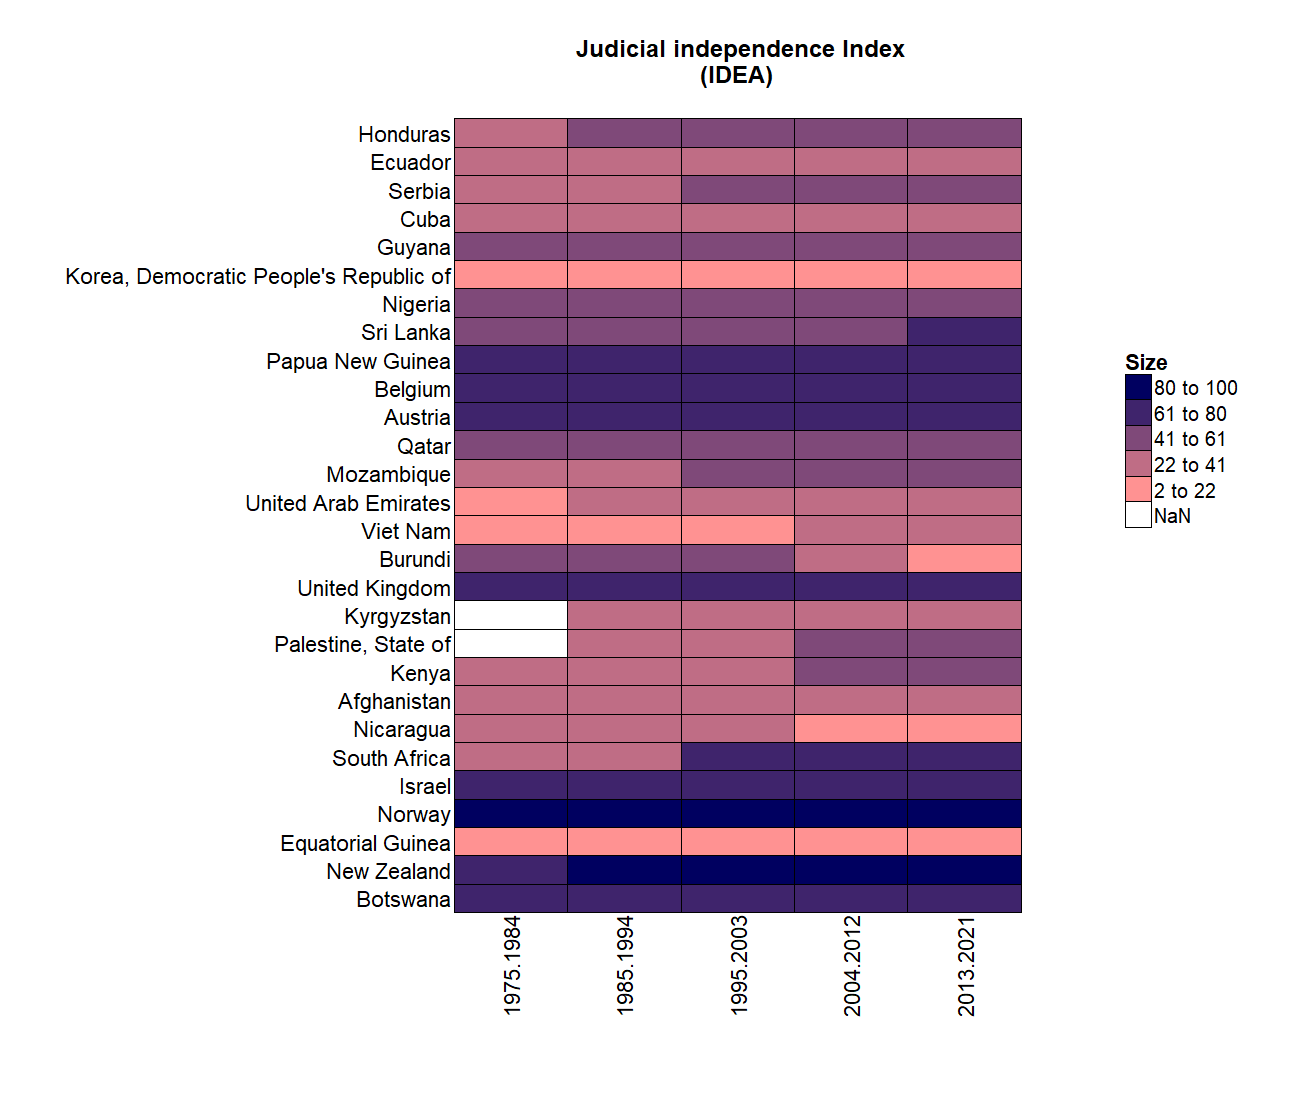 Judicial independence Index
(IDEA)
Honduras
Ecuador
Serbia
Cuba
Guyana
Korea, Democratic People's Republic of
Nigeria
Sri Lanka
Papua New Guinea
Belgium
Austria
Qatar
Mozambique
United Arab Emirates
Viet Nam
Burundi
United Kingdom
Kyrgyzstan
Palestine, State of
Kenya
Afghanistan
Nicaragua
South Africa
Israel
Norway
Equatorial Guinea
New Zealand
Botswana
1975.1984
1985.1994
1995.2003
2004.2012
2013.2021
Size
80 to 100
61 to 80
41 to 61
22 to 41
2 to 22
NaN